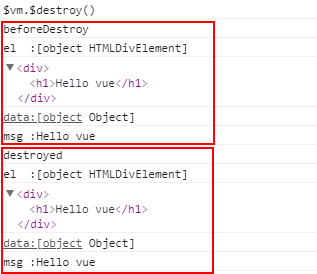 $vm.$destroy()
beforeDestroy
el :[object HTMLDivElement]
▼<div>
<h1>Hello vue</h1>
</div>
data:[object Object]
msg :Hello vue
destroyed
el :[object HTMLDivElement]
▼<div>
<h1>Hello vue</h1>
</div>
data:[object Object]
msg :Hello vue